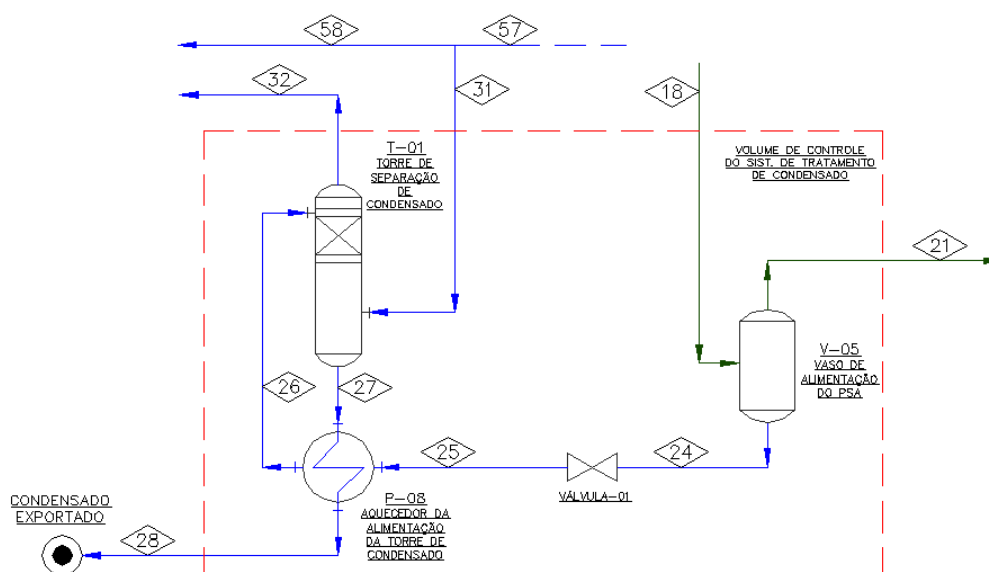 58
57
32
31
18
T-01
TORRE DE
SEPARAÇÃO
DE
CONDENSADO
VOLUME DE CONTROLE
DO SIST. DE TRATAMENTO
DE CONDENSADO
21
V-05
VASO DE
ALIMENTAÇÃO
DO PSA
26
27
25
24
VÁLVULA-01
P-08
AQUECEDOR DA
ALIMENTAÇÃO
DA TORRE DE
CONDENSADO
CONDENSADO
EXPORTADO
28